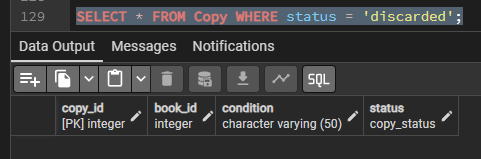 129 SELECT * FROM Copy WHERE status = 'discarded';
Data Output Messages Notifications
SQL
copy_id book_id condition status
[PK] integer integer character varying (50) copy_status